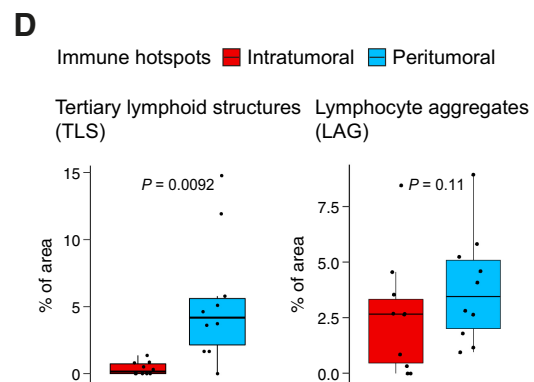 D
Immune hotspots Intratumoral Peritumoral
Tertiary lymphoid structures
(TLS)
% of area
15
10
5
0
P = 0.0092
Lymphocyte aggregates
(LAG)
% of area
7.5
5.0
2.5
0.0
P = 0.11